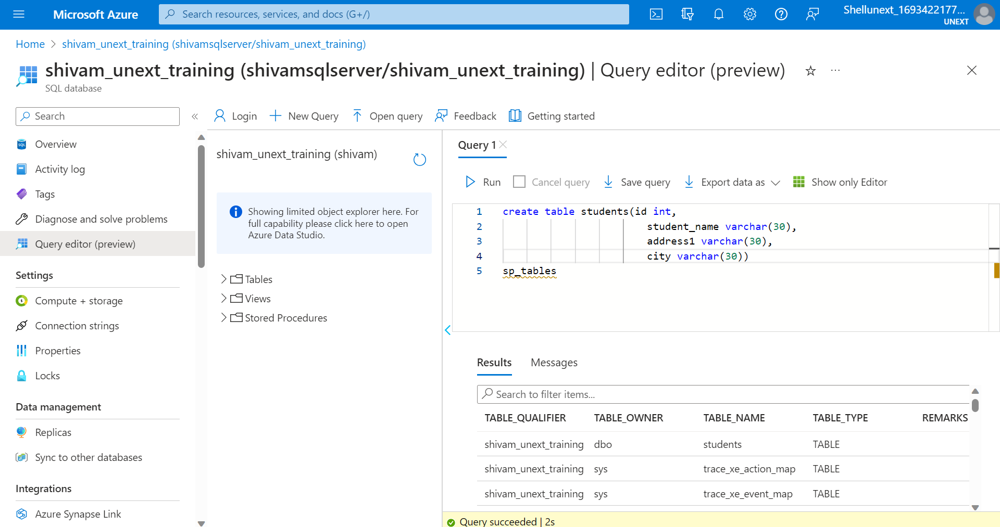 Microsoft Azure
Search resources, services, and docs (G+/)
Shellunext_1693422177...
UNEXT
Home > shivam_unext_training (shivamsqlserver/shivam_unext_training)
shivam_unext_training (shivamsqlserver/shivam_unext_training) | Query editor (preview)
SQL database
Search
Overview
Activity log
Tags
Diagnose and solve problems
Query editor (preview)
Settings
Compute + storage
Connection strings
Properties
Locks
Data management
Replicas
Sync to other databases
Integrations
Azure Synapse Link
Login
New Query
Open query
Feedback
Getting started
shivam_unext_training (shivam)
Showing limited object explorer here. For
full capability please click here to open
Azure Data Studio.
Tables
Views
Stored Procedures
Query 1
Run
Cancel query
Save query
Export data as
Show only Editor
1 create table students(id int,
2 student_name varchar(30),
3 address1 varchar(30),
4 city varchar(30))
5 sp_tables
Results
Messages
Search to filter items...
TABLE_QUALIFIER TABLE_OWNER TABLE_NAME TABLE_TYPE REMARKS
shivam_unext_training dbo students TABLE
shivam_unext_training sys trace_xe_action_map TABLE
shivam_unext_training sys trace_xe_event_map TABLE
Query succeeded | 2s